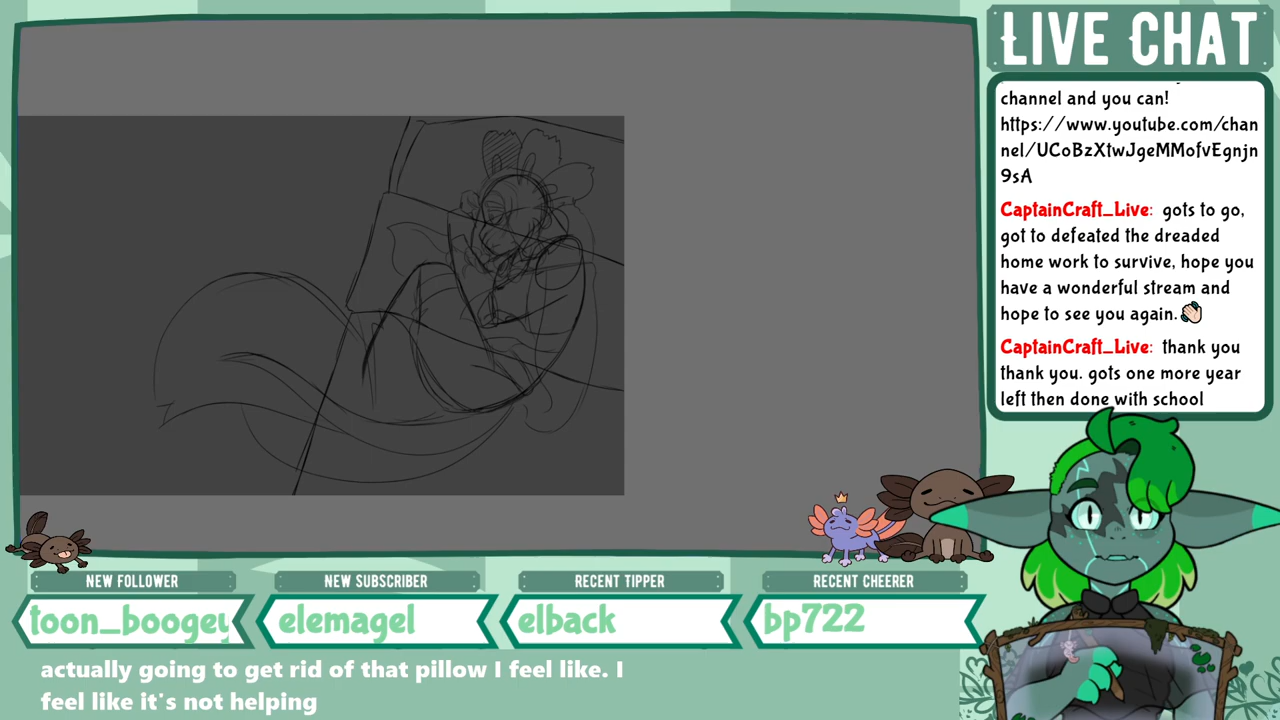 LIVE CHAT
channel and you can!
https://www.youtube.com/chan
nel/UCoBzXtwJgeMMofvEgnjn
9sA
CaptainCraft_Live: gots to go,
got to defeated the dreaded
home work to survive, hope you
have a wonderful stream and
hope to see you again.
CaptainCraft_Live: thank you
thank you. gots one more year
left then done with school
NEW FOLLOWER
toon_boogey
NEW SUBSCRIBER
elemagel
RECENT TIPPER
elback
RECENT CHEERER
bp722
actually going to get rid of that pillow I feel like. I
feel like it's not helping